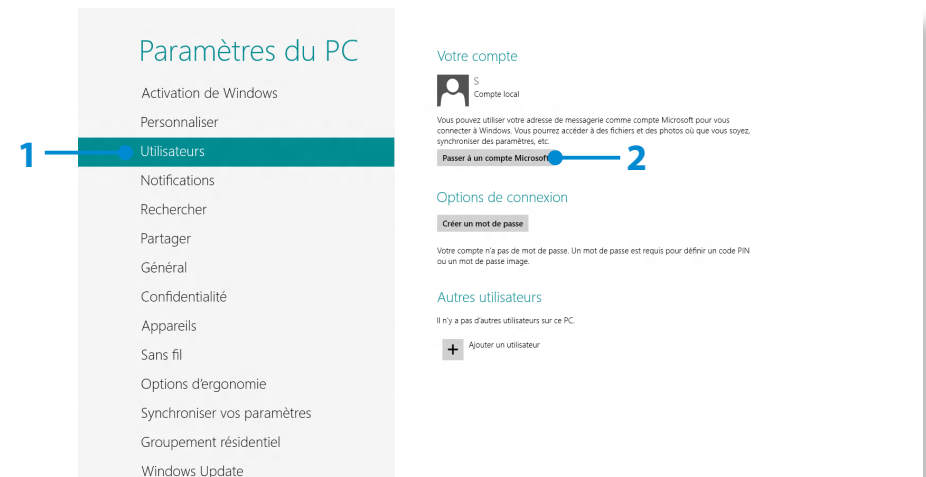 Paramètres du PC
Activation de Windows
Personnaliser
1
Utilisateurs
Notifications
Rechercher
Partager
Général
Confidentialité
Appareils
Sans fil
Options d'ergonomie
Synchroniser vos paramètres
Groupement résidentiel
Windows Update
Votre compte
S
Compte local
Vous pouvez utiliser votre adresse de messagerie comme compte Microsoft pour vous
connecter à Windows. Vous pourrez accéder à des fichiers et des photos où que vous soyez,
synchroniser des paramètres, etc.
Passer à un compte Microsoft
2
Options de connexion
Créer un mot de passe
Votre compte n'a pas de mot de passe. Un mot de passe est requis pour définir un code PIN
ou un mot de passe image.
Autres utilisateurs
Il n'y a pas d'autres utilisateurs sur ce PC.
+ Ajouter un utilisateur